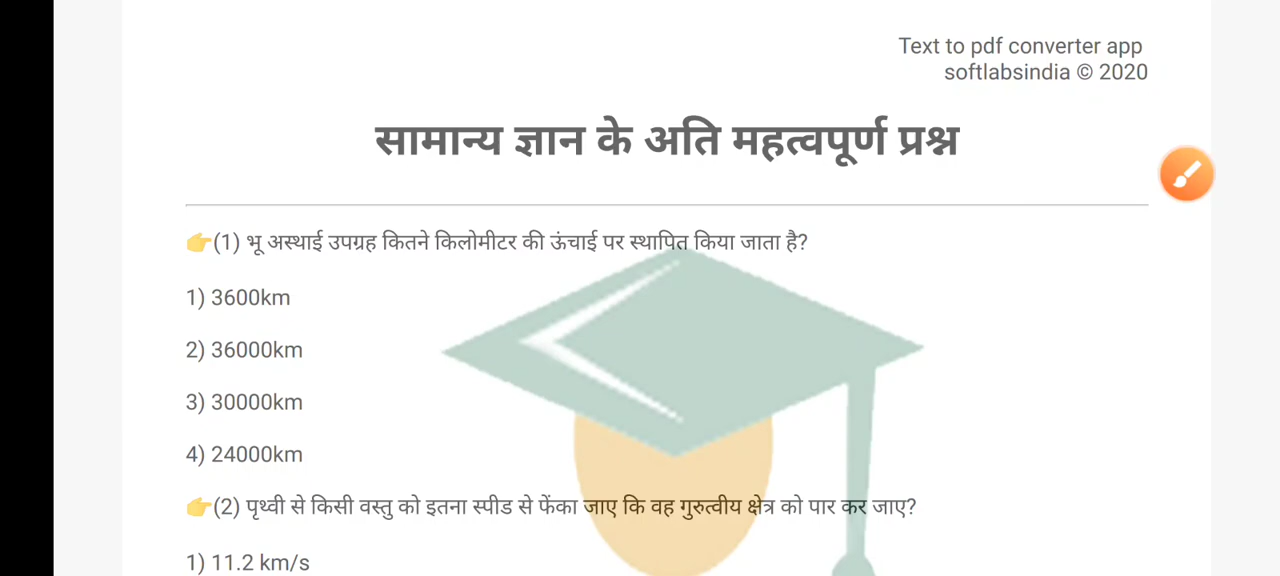 Text to pdf converter app
softlabsindia © 2020
सामान्य ज्ञान के अति महत्वपूर्ण प्रश्न
👉(1) भू अस्थाई उपग्रह कितने किलोमीटर की ऊंचाई पर स्थापित किया जाता है?
1) 3600km
2) 36000km
3) 30000km
4) 24000km
👉(2) पृथ्वी से किसी वस्तु को इतना स्पीड से फेंका जाए कि वह गुरुत्वीय क्षेत्र को पार कर जाए?
1) 11.2 km/s